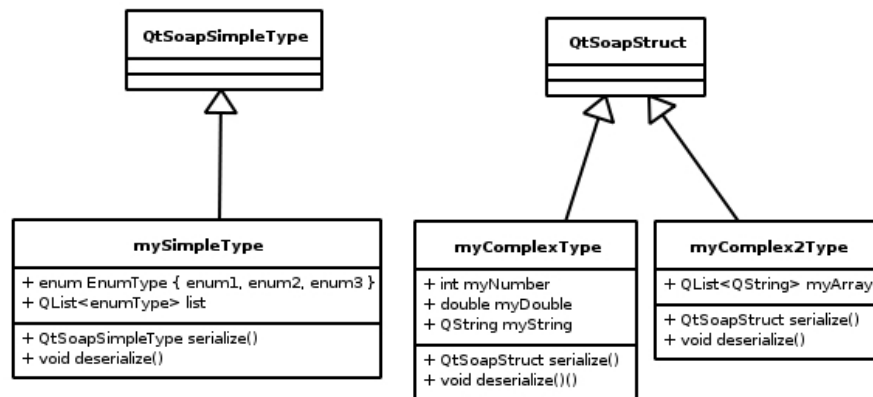 QtSoapSimpleType
QtSoapStruct
mySimpleType
+ enum EnumType { enum1, enum2, enum3 }
+ QList<enumType> list
+ QtSoapSimpleType serialize()
+ void deserialize()
myComplexType
+ int myNumber
+ double myDouble
+ QString myString
+ QtSoapStruct serialize()
+ void deserialize()()
myComplex2Type
+ QList<QString> myArray
+ QtSoapStruct serialize()
+ void deserialize()